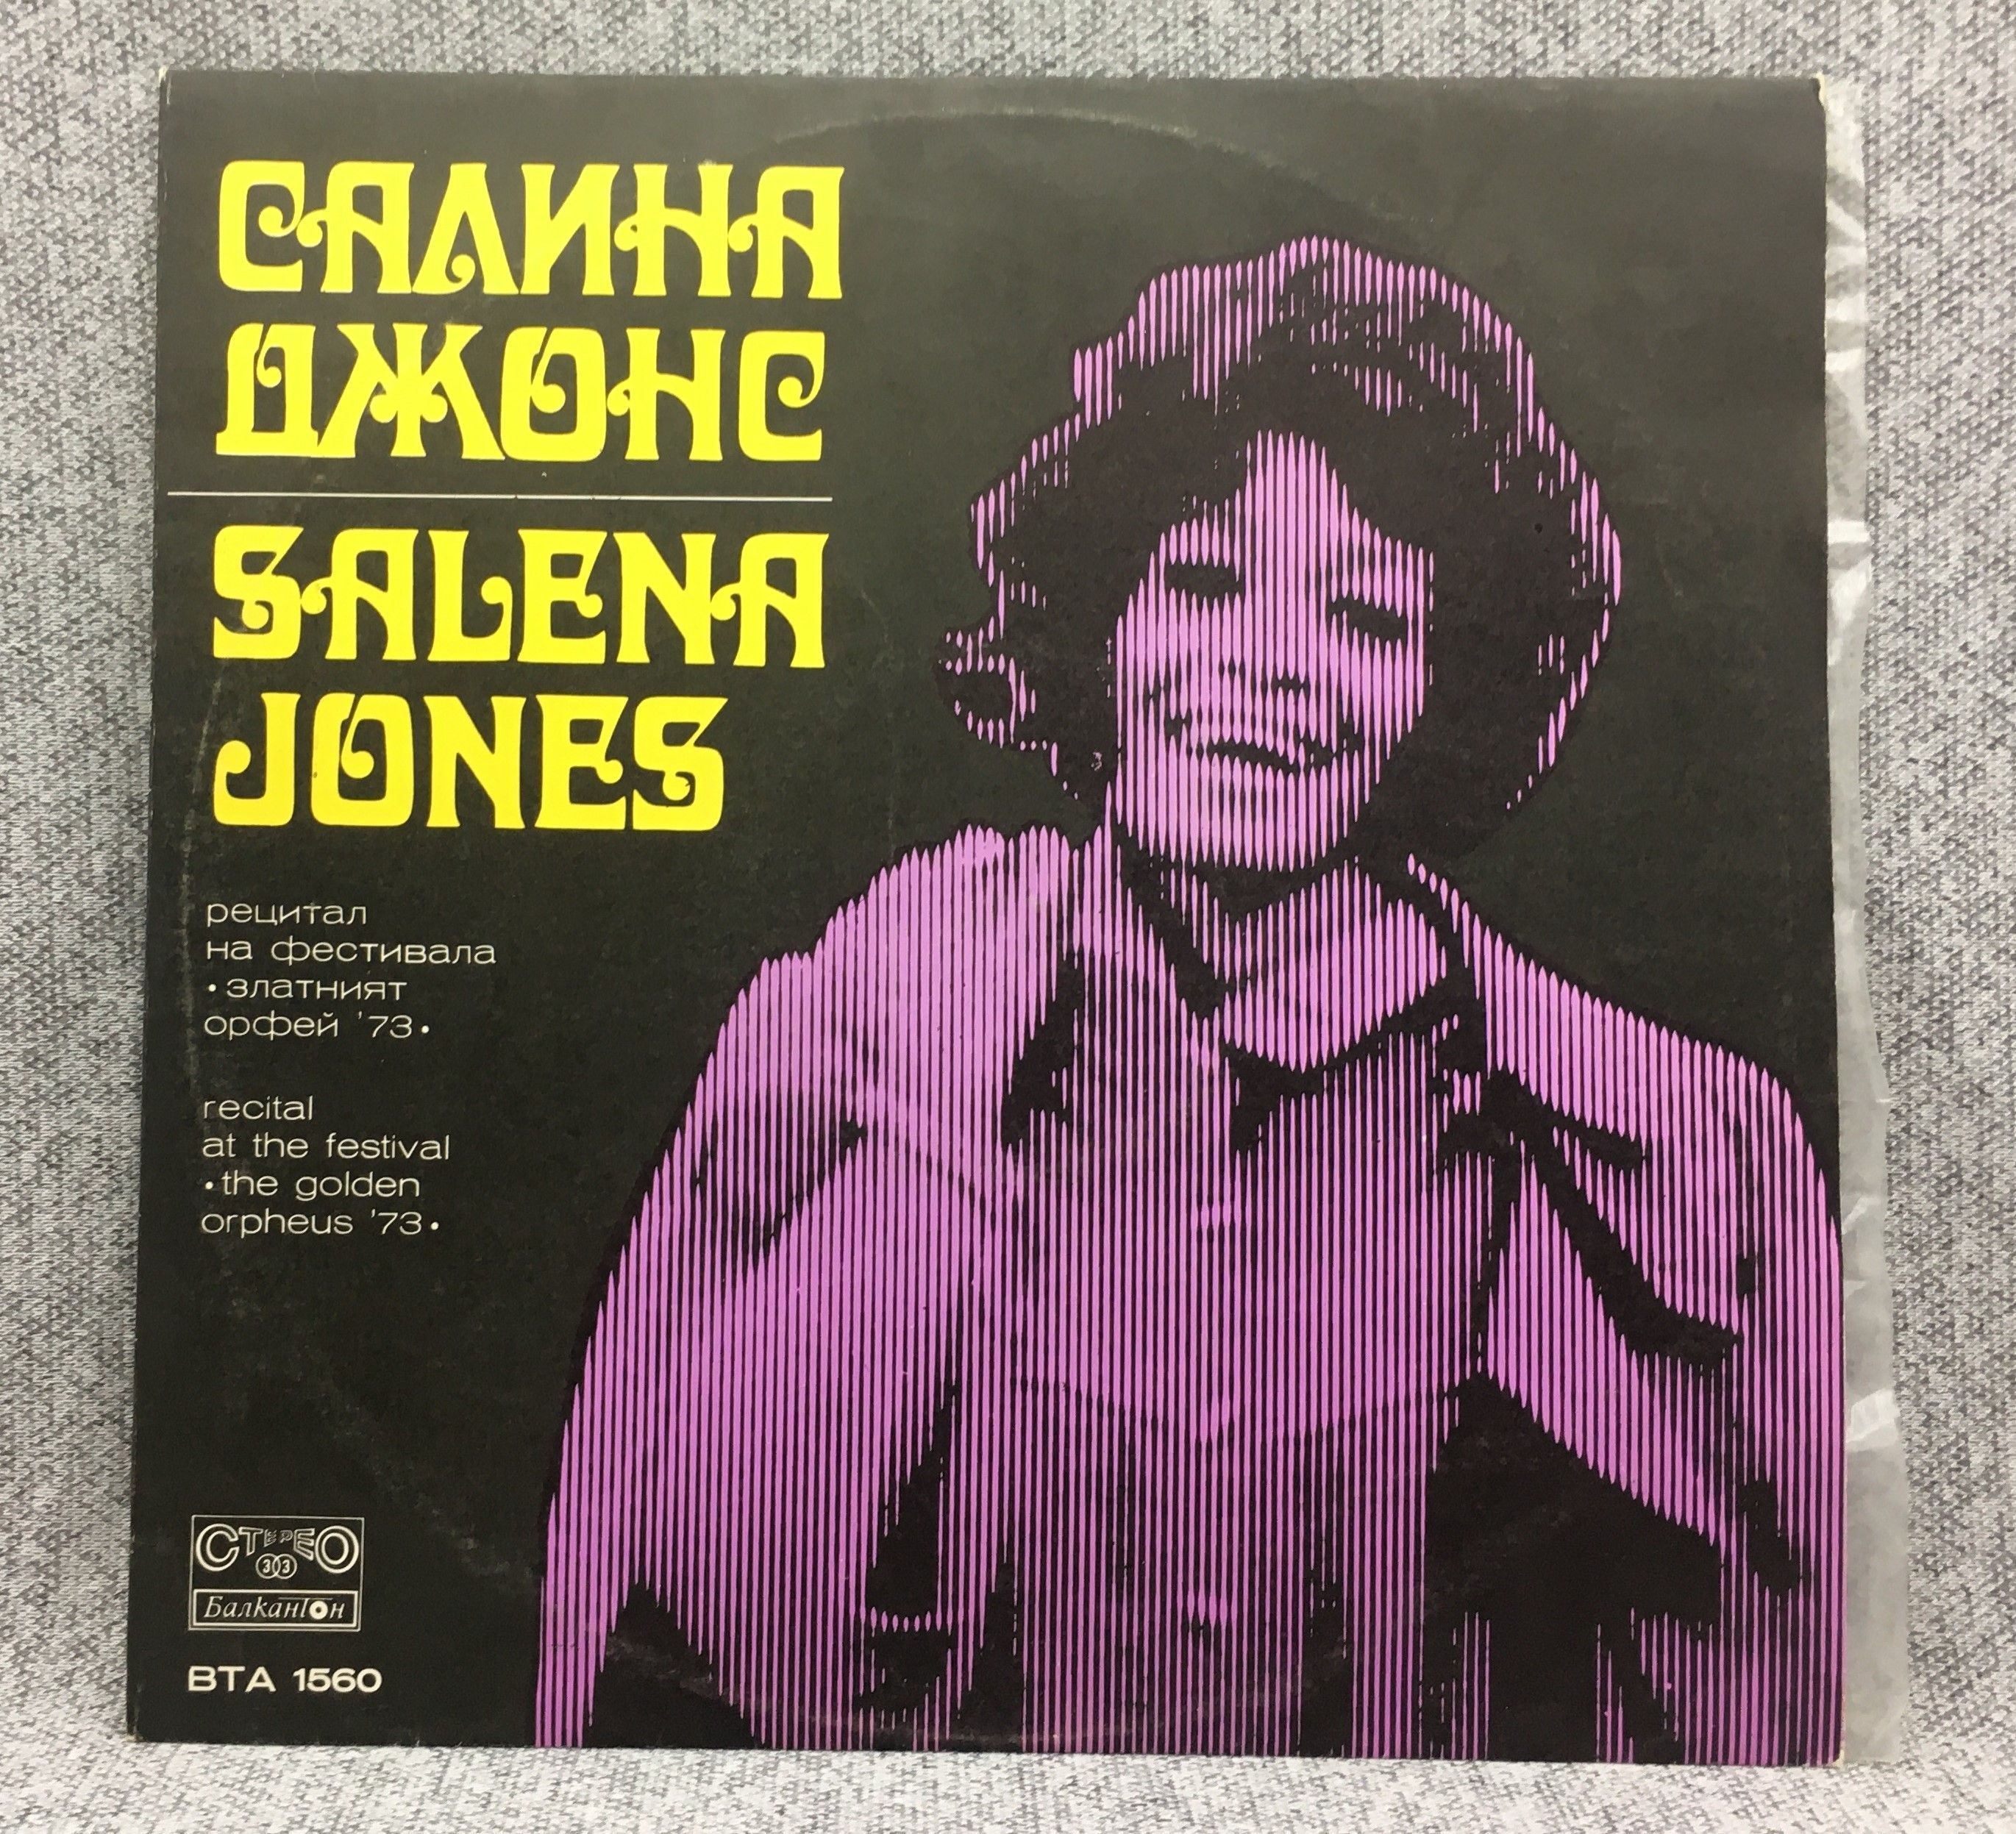 САЛИНА
ДЖОНС
SALENA
JONES
рецитал
на фестивала
•златният
орфей '73•
recital
at the festival
•the golden
orpheus '73•
СТЕРЕО
33
Балкантон
ВТА 1560